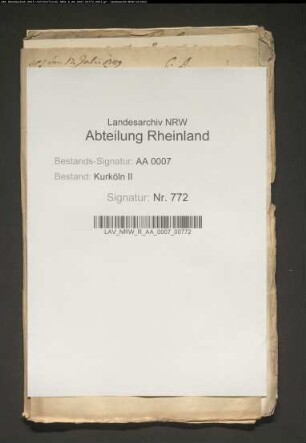 Landesarchiv NRW
Abteilung Rheinland
Bestands-Signatur: AA 0007
Bestand: Kurköln II
Signatur: Nr. 772
LAV_NRW_R_AA_0007_00772